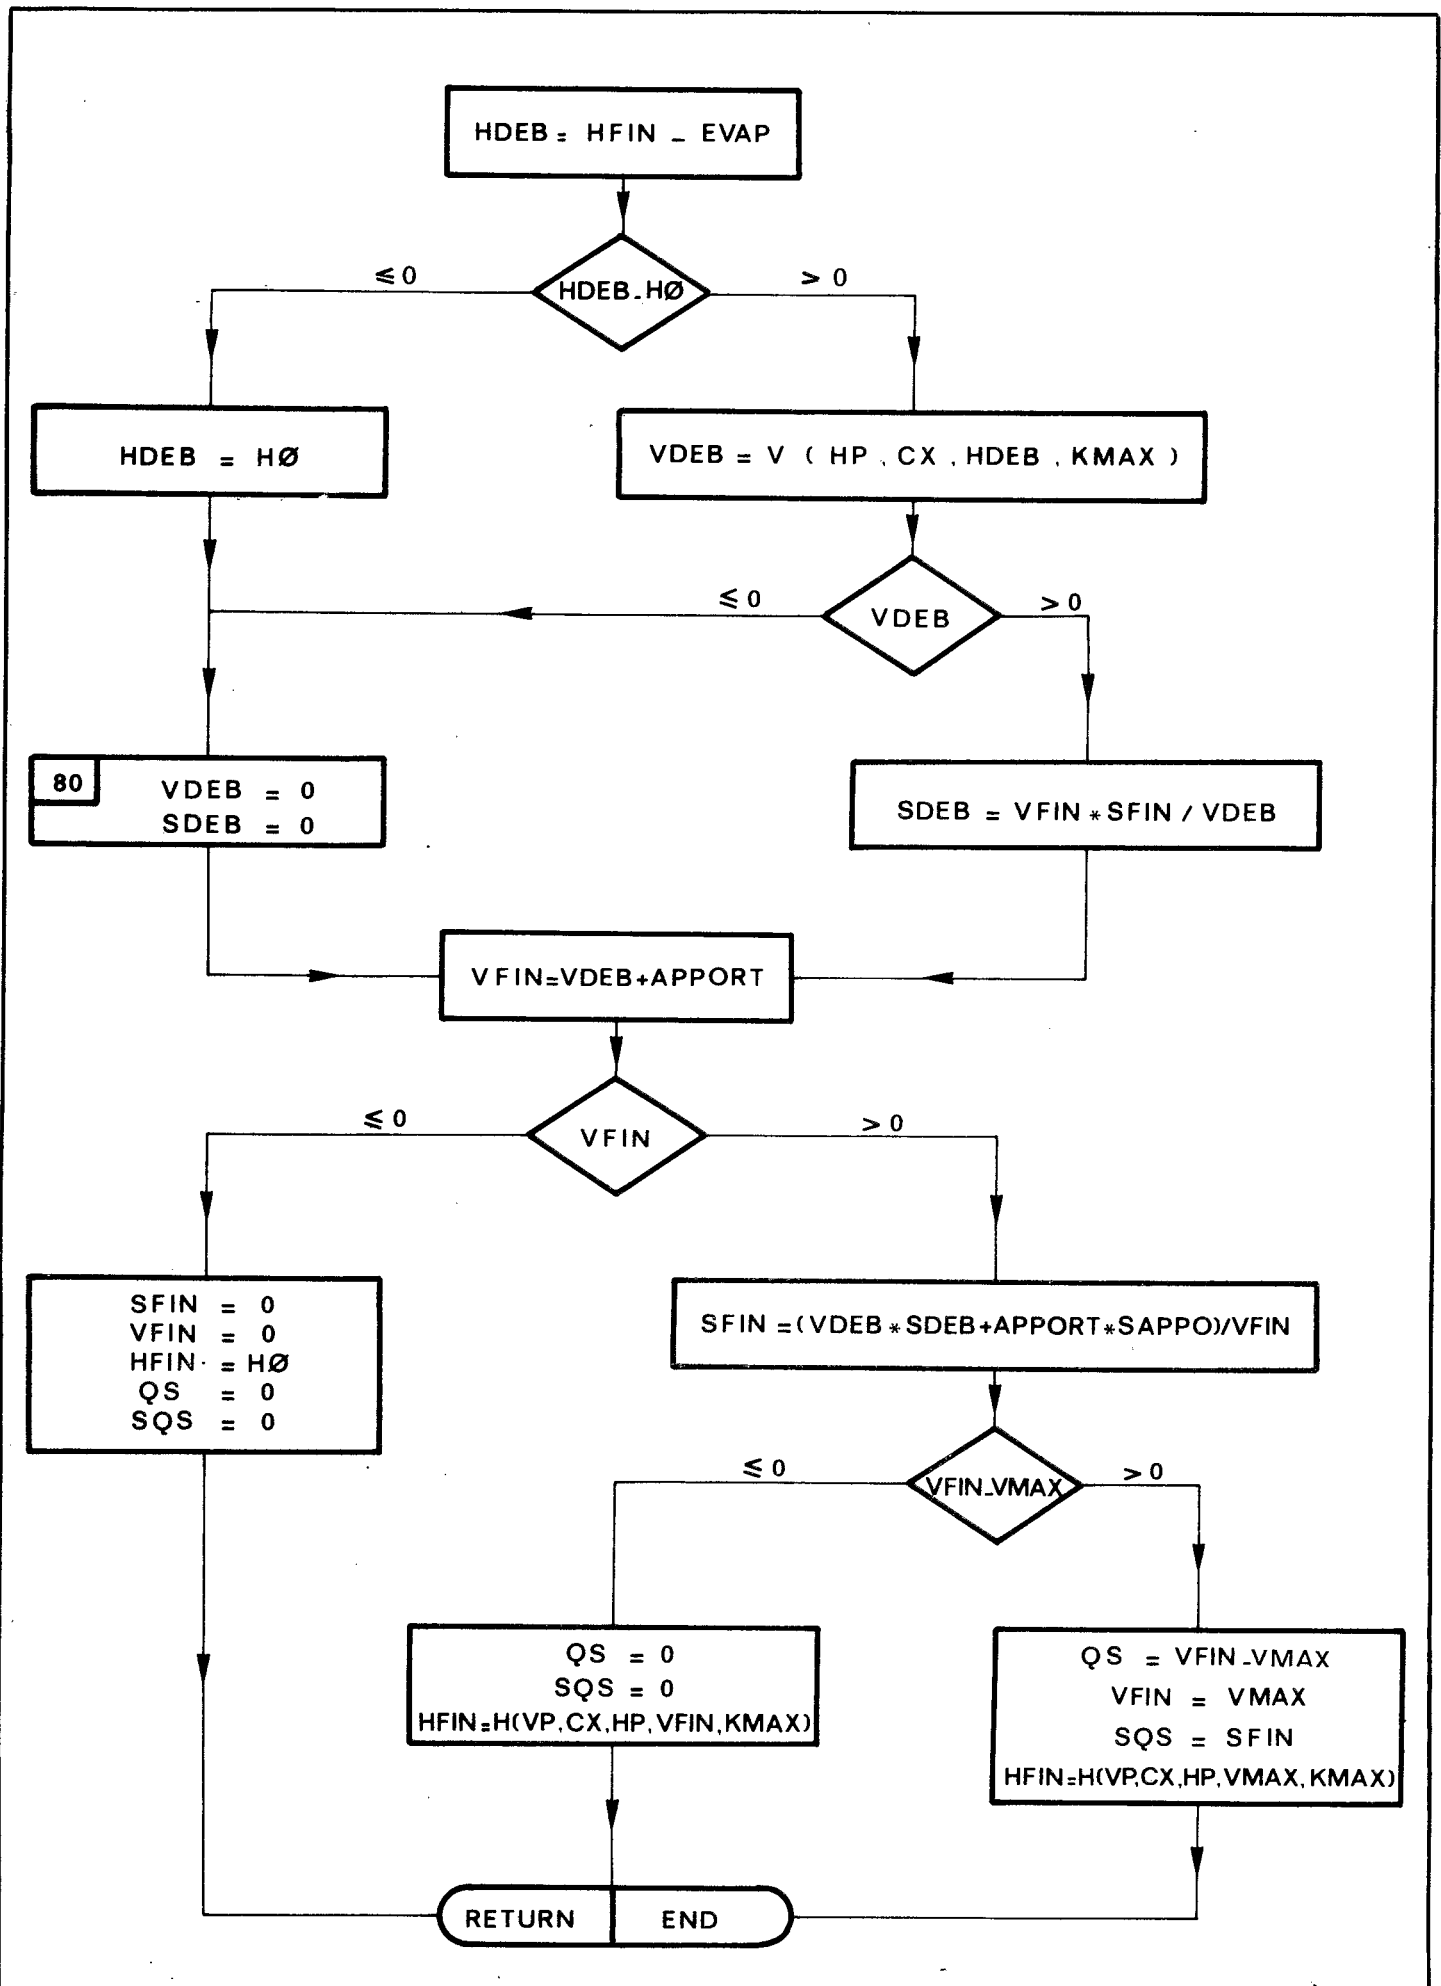 HDEB = HFIN - EVAP
≤ 0
> 0
HDEB-HØ
HDEB = HØ
VDEB = V ( HP , CX , HDEB , KMAX )
≤ 0
> 0
VDEB
80
VDEB = 0
SDEB = 0
SDEB = VFIN * SFIN / VDEB
VFIN=VDEB+APPORT
≤ 0
> 0
VFIN
SFIN = 0
VFIN = 0
HFIN = HØ
QS = 0
SQS = 0
SFIN =(VDEB*SDEB+APPORT*SAPPO)/VFIN
≤ 0
> 0
VFIN-VMAX
QS = 0
SQS = 0
HFIN=H(VP,CX,HP,VFIN,KMAX)
QS = VFIN-VMAX
VFIN = VMAX
SQS = SFIN
HFIN=H(VP,CX,HP,VMAX,KMAX)
RETURN
END